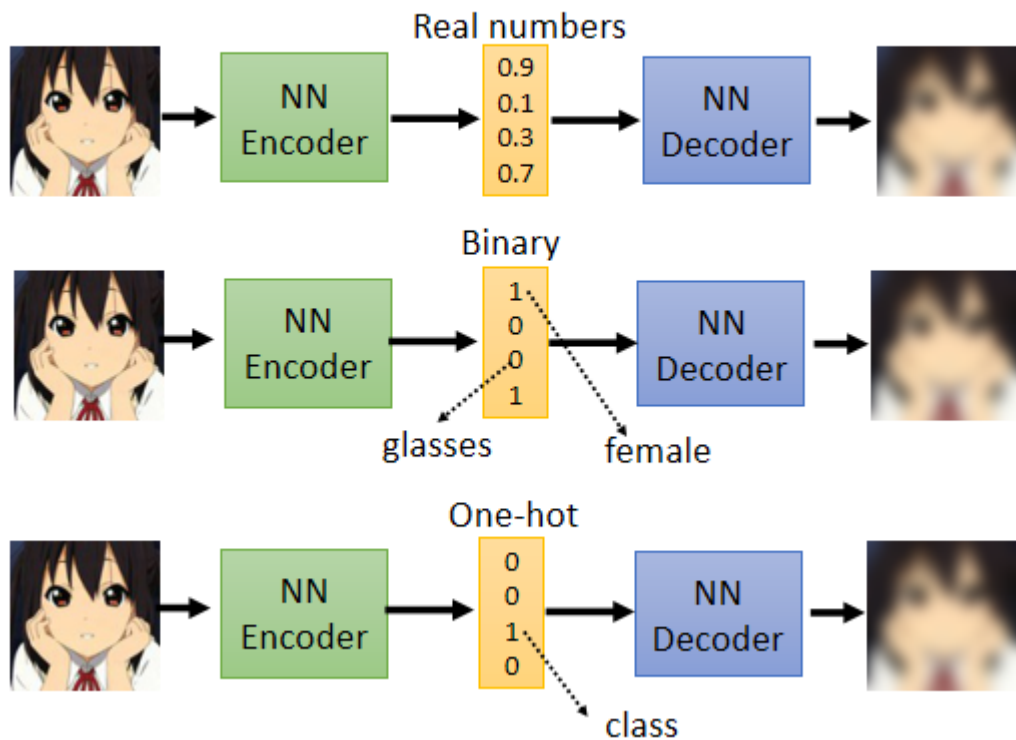 Real numbers
NN
Encoder
0.9
0.1
0.3
0.7
NN
Decoder
Binary
NN
Encoder
1
0
0
1
NN
Decoder
glasses
female
One-hot
NN
Encoder
0
0
1
0
NN
Decoder
class